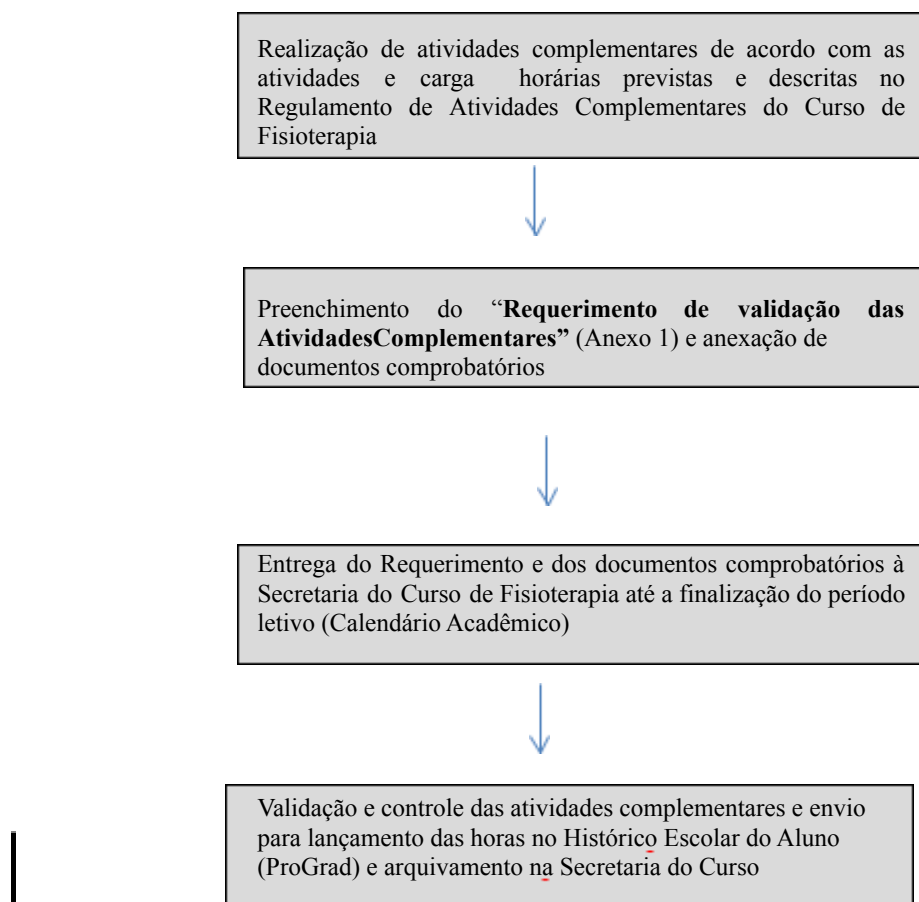 Realização de atividades complementares de acordo com as
atividades e carga horárias previstas e descritas no
Regulamento de Atividades Complementares do Curso de
Fisioterapia
Preenchimento do “Requerimento de validação das
AtividadesComplementares” (Anexo 1) e anexação de
documentos comprobatórios
Entrega do Requerimento e dos documentos comprobatórios à
Secretaria do Curso de Fisioterapia até a finalização do período
letivo (Calendário Acadêmico)
Validação e controle das atividades complementares e envio
para lançamento das horas no Histórico Escolar do Aluno
(ProGrad) e arquivamento na Secretaria do Curso